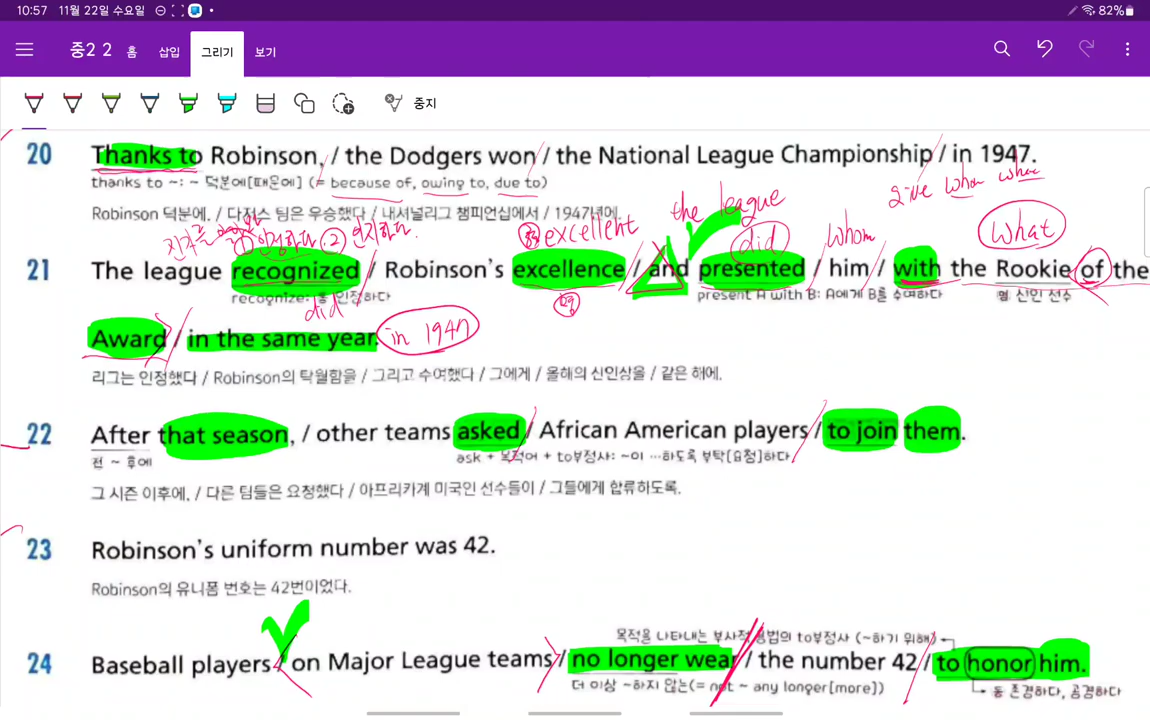 10:57 11월 22일 수요일 82%
중2 2 홈 삽입 그리기 보기
중지
20 Thanks to Robinson, / the Dodgers won / the National League Championship / in 1947.
give whom what
thanks to ~: ~ 덕분에[때문에] (= because of, owing to, due to)
Robinson 덕분에, / 다저스 팀은 우승했다 / 내셔널리그 챔피언십에서 / 1947년에.
① 인정하다 ② 인지하다. excellent the league did whom what
21 The league recognized / Robinson's excellence / and presented / him / with the Rookie of the
recognize: 동 인정하다 present A with B: A에게 B를 수여하다 명 신인 선수
did 명
Award / in the same year. in 1947
리그는 인정했다 / Robinson의 탁월함을 / 그리고 수여했다 / 그에게 / 올해의 신인상을 / 같은 해에.
22 After that season, / other teams asked / African American players / to join them.
전 ~ 후에 ask + 목적어 + to부정사: ~이 …하도록 부탁[요청]하다
그 시즌 이후에, / 다른 팀들은 요청했다 / 아프리카계 미국인 선수들이 / 그들에게 합류하도록.
23 Robinson's uniform number was 42.
Robinson의 유니폼 번호는 42번이었다.
목적을 나타내는 부사적 용법의 to부정사 (~하기 위해)
24 Baseball players / on Major League teams / no longer wear / the number 42 / to honor him.
더 이상 ~하지 않는(= not ~ any longer[more]) 동 존경하다, 공경하다